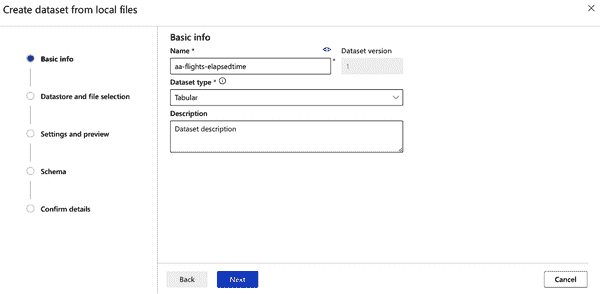 Create dataset from local files
Basic info
Datastore and file selection
Settings and preview
Schema
Confirm details
Basic info
Name * Dataset version
aa-flights-elapsedtime * 1
Dataset type *
Tabular
Description
Dataset description
Back Next Cancel